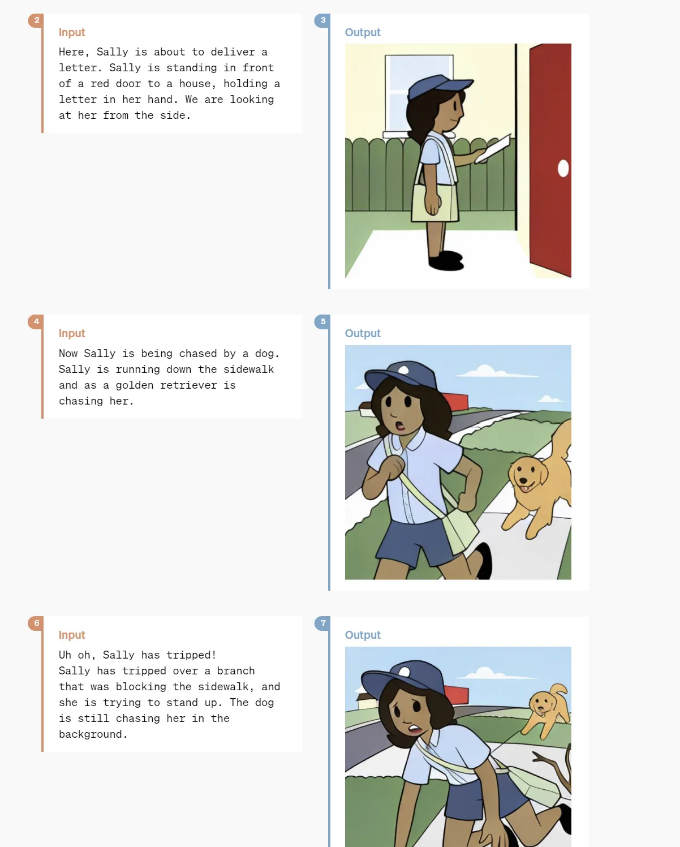 2
Input
Here, Sally is about to deliver a
letter. Sally is standing in front
of a red door to a house, holding a
letter in her hand. We are looking
at her from the side.
3
Output
4
Input
Now Sally is being chased by a dog.
Sally is running down the sidewalk
and as a golden retriever is
chasing her.
5
Output
6
Input
Uh oh, Sally has tripped!
Sally has tripped over a branch
that was blocking the sidewalk, and
she is trying to stand up. The dog
is still chasing her in the
background.
7
Output